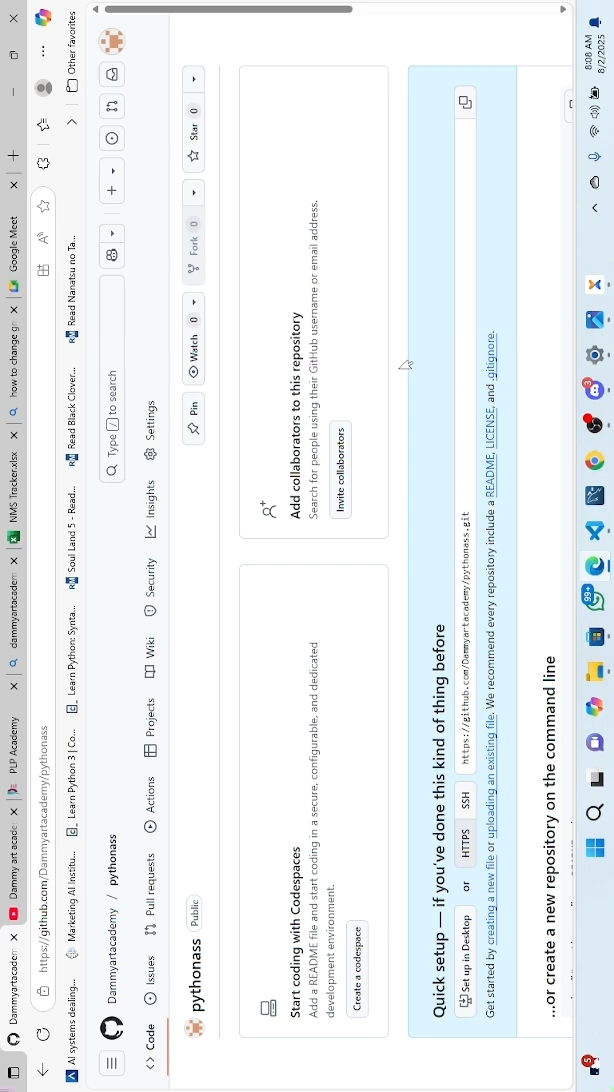 Dammyartacadem
Dammy art acade
PLP Academy
dammyartacadem
NMS Tracker.xlsx
how to change gi
Google Meet
https://github.com/Dammyartacademy/pythonass
AI systems dealing...
Marketing AI Institu...
Learn Python 3 | Co...
Learn Python: Synta...
Soul Land 5 - Read...
Read Black Clover...
Read Nanatsu no Ta...
Other favorites
Dammyartacademy / pythonass
Type / to search
Code
Issues
Pull requests
Actions
Projects
Wiki
Security
Insights
Settings
pythonass Public
Pin
Watch 0
Fork 0
Star 0
Start coding with Codespaces
Add a README file and start coding in a secure, configurable, and dedicated
development environment.
Create a codespace
Add collaborators to this repository
Search for people using their GitHub username or email address.
Invite collaborators
Quick setup — if you've done this kind of thing before
Set up in Desktop or HTTPS SSH https://github.com/Dammyartacademy/pythonass.git
Get started by creating a new file or uploading an existing file. We recommend every repository include a README, LICENSE, and .gitignore.
...or create a new repository on the command line
5
99+
3
8:08 AM
8/2/2025